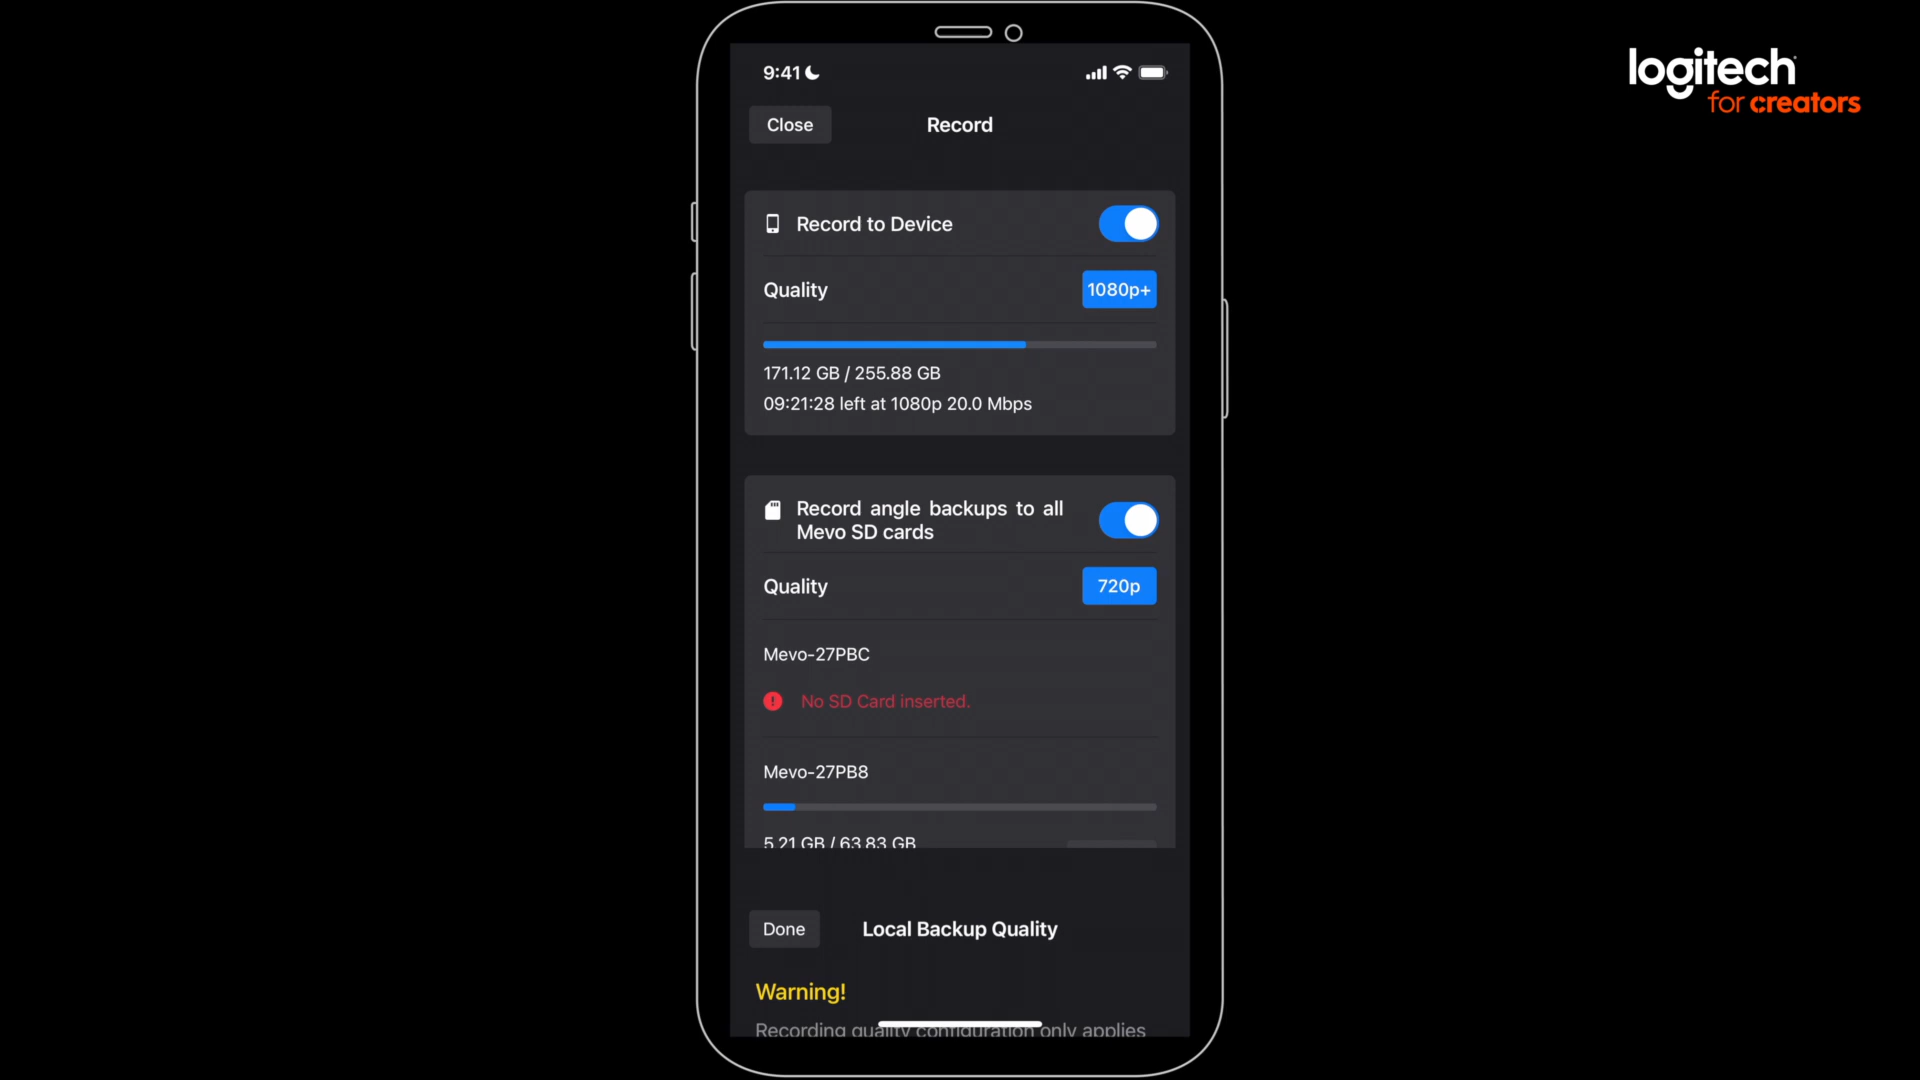 logitech
for creators
9:41
Close
Record
Record to Device
Quality
1080p+
171.12 GB / 255.88 GB
09:21:28 left at 1080p 20.0 Mbps
Record angle backups to all
Mevo SD cards
Quality
720p
Mevo-27PBC
No SD Card inserted.
Mevo-27PB8
5.21 GB / 63.83 GB
Done
Local Backup Quality
Warning!
Recording quality configuration only applies